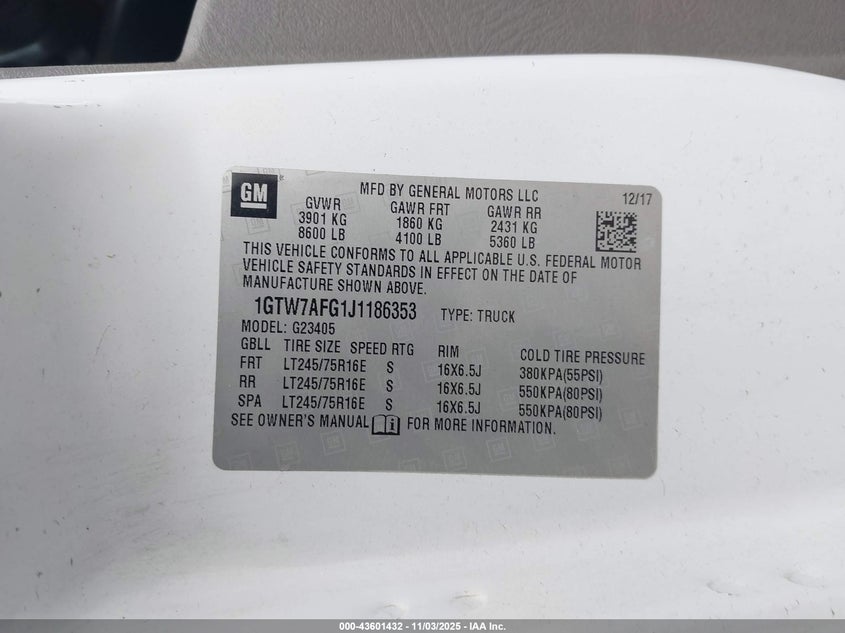 GM
MFD BY GENERAL MOTORS LLC 12/17
GVWR GAWR FRT GAWR RR
3901 KG 1860 KG 2431 KG
8600 LB 4100 LB 5360 LB
THIS VEHICLE CONFORMS TO ALL APPLICABLE U.S. FEDERAL MOTOR
VEHICLE SAFETY STANDARDS IN EFFECT ON THE DATE OF
MANUFACTURE SHOWN ABOVE.
1GTW7AFG1J1186353 TYPE: TRUCK
MODEL: G23405
GBLL TIRE SIZE SPEED RTG RIM COLD TIRE PRESSURE
FRT LT245/75R16E S 16X6.5J 380KPA(55PSI)
RR LT245/75R16E S 16X6.5J 550KPA(80PSI)
SPA LT245/75R16E S 16X6.5J 550KPA(80PSI)
SEE OWNER'S MANUAL FOR MORE INFORMATION.
000-43601432 - 11/03/2025 - IAA Inc.